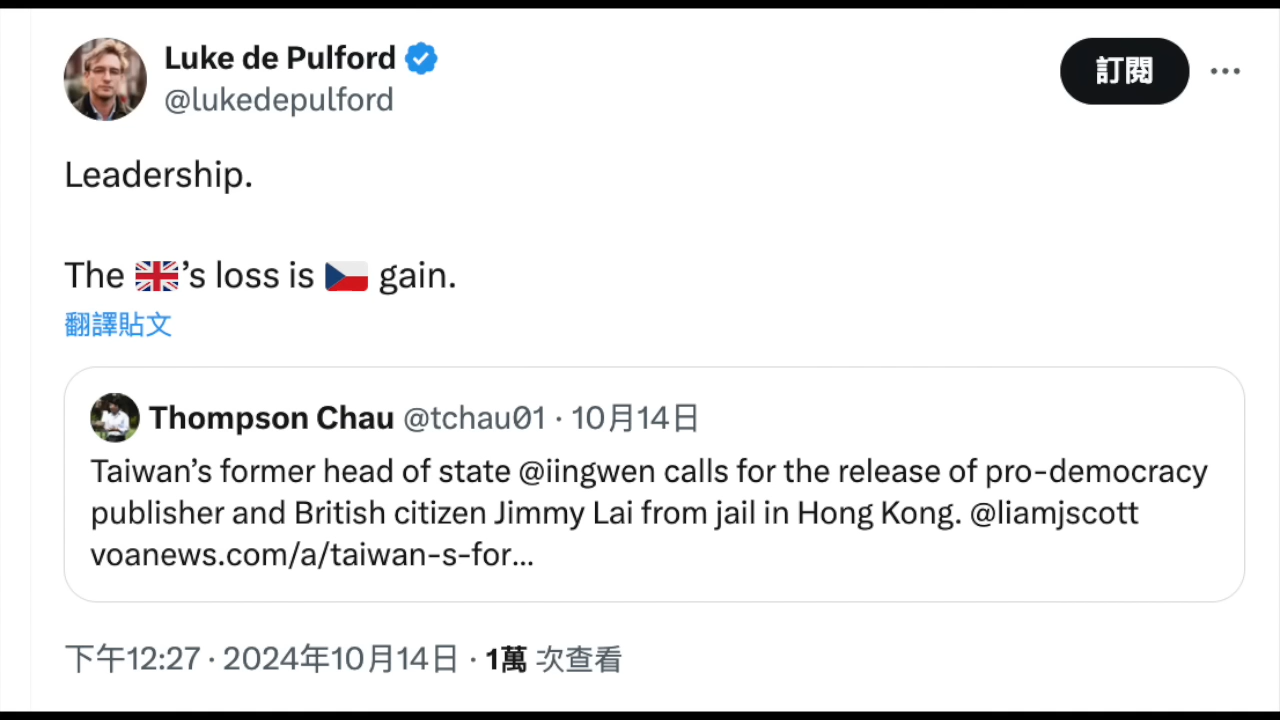 Luke de Pulford
@lukedepulford
訂閱
Leadership.
The 🇬🇧’s loss is 🇨🇿 gain.
翻譯貼文
Thompson Chau @tchau01 · 10月14日
Taiwan’s former head of state @iingwen calls for the release of pro-democracy
publisher and British citizen Jimmy Lai from jail in Hong Kong. @liamjscott
voanews.com/a/taiwan-s-for...
下午12:27 · 2024年10月14日 · 1萬 次查看